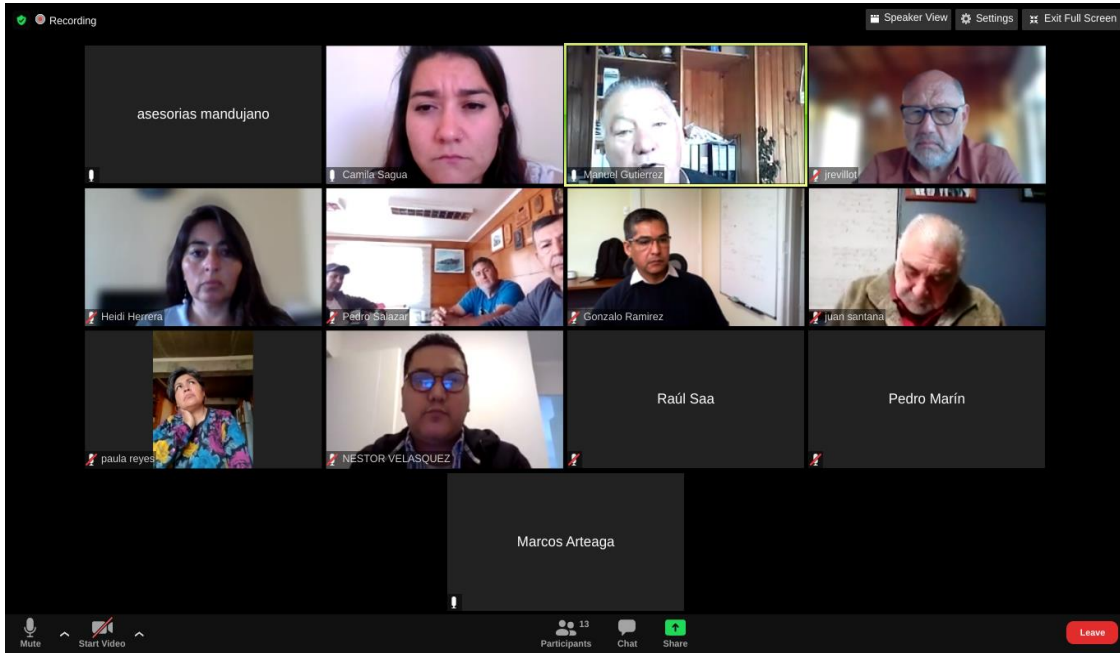 Recording
Speaker View
Settings
Exit Full Screen
asesorias mandujano
Camila Sagua
Manuel Gutierrez
jrevillot
Heidi Herrera
Pedro Salazar
Gonzalo Ramirez
juan santana
paula reyes
NESTOR VELASQUEZ
Raúl Saa
Pedro Marín
Marcos Arteaga
Mute
Start Video
Participants
13
Chat
Share
Leave